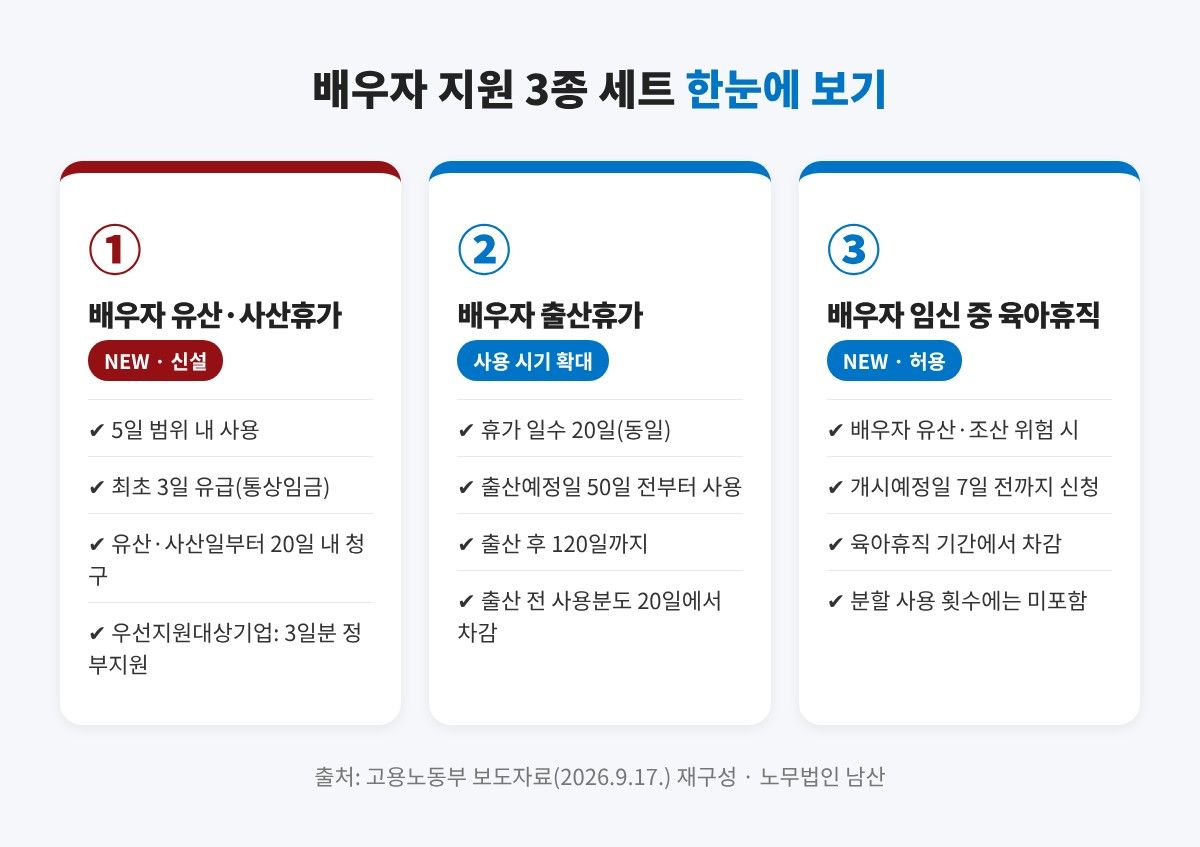 배우자 지원 3종 세트 한눈에 보기
①
배우자 유산·사산휴가
NEW · 신설
✔ 5일 범위 내 사용
✔ 최초 3일 유급(통상임금)
✔ 유산·사산일부터 20일 내 청
구
✔ 우선지원대상기업: 3일분 정
부지원
②
배우자 출산휴가
사용 시기 확대
✔ 휴가 일수 20일(동일)
✔ 출산예정일 50일 전부터 사용
✔ 출산 후 120일까지
✔ 출산 전 사용분도 20일에서
차감
③
배우자 임신 중 육아휴직
NEW · 허용
✔ 배우자 유산·조산 위험 시
✔ 개시예정일 7일 전까지 신청
✔ 육아휴직 기간에서 차감
✔ 분할 사용 횟수에는 미포함
출처: 고용노동부 보도자료(2026.9.17.) 재구성 · 노무법인 남산